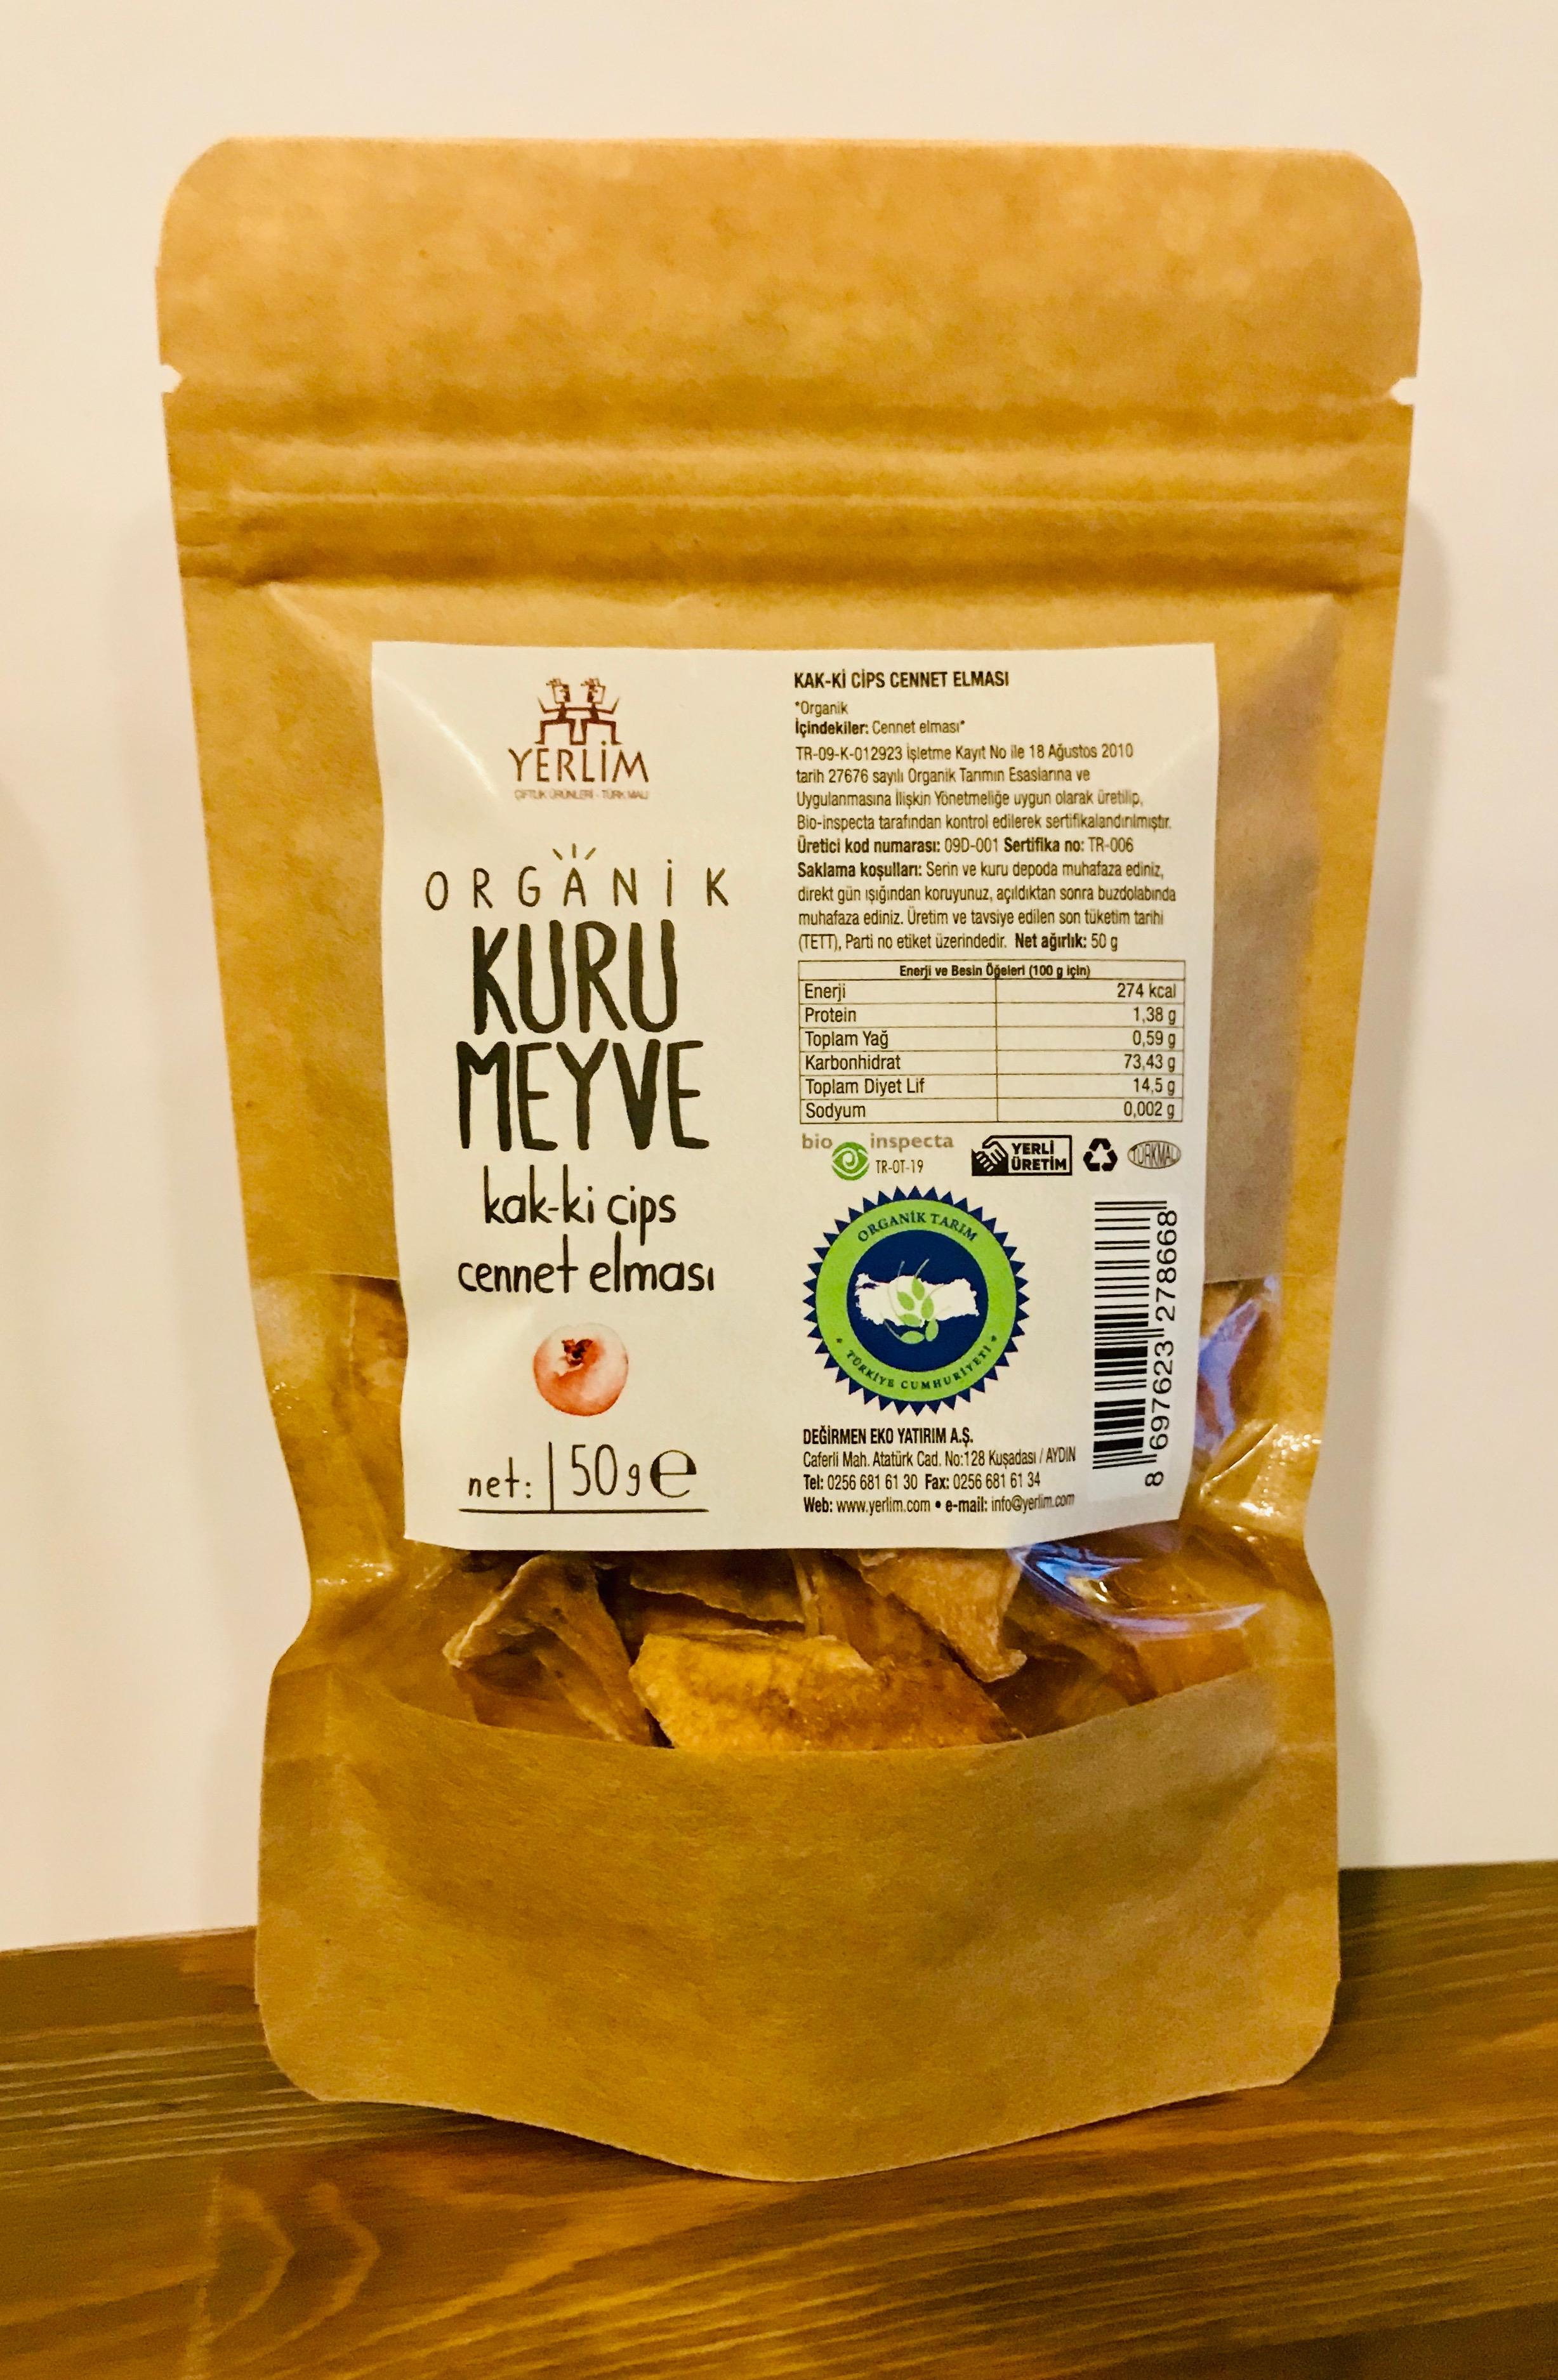 YERLİM
ÇİFTLİK ÜRÜNLERİ - TÜRK MALI
ORGANİK
KURU
MEYVE
kak-ki cips
cennet elması
net: 50g e
KAK-Kİ CİPS CENNET ELMASI
*Organik
İçindekiler: Cennet elması*
TR-09-K-012923 İşletme Kayıt No ile 18 Ağustos 2010
tarih 27676 sayılı Organik Tarımın Esaslarına ve
Uygulanmasına İlişkin Yönetmeliğe uygun olarak üretilip,
Bio-inspecta tarafından kontrol edilerek sertifikalandırılmıştır.
Üretici kod numarası: 09D-001 Sertifika no: TR-006
Saklama koşulları: Serin ve kuru depoda muhafaza ediniz,
direkt gün ışığından koruyunuz, açıldıktan sonra buzdolabında
muhafaza ediniz. Üretim ve tavsiye edilen son tüketim tarihi
(TETT), Parti no etiket üzerindedir. Net ağırlık: 50 g
Enerji ve Besin Öğeleri (100 g için)
Enerji 274 kcal
Protein 1,38 g
Toplam Yağ 0,59 g
Karbonhidrat 73,43 g
Toplam Diyet Lif 14,5 g
Sodyum 0,002 g
bio inspecta
TR-OT-19
YERLİ
ÜRETİM
TÜRKMALI
ORGANİK TARIM
TÜRKİYE CUMHURİYETİ
8 697623 278668
DEĞİRMEN EKO YATIRIM A.Ş.
Caferli Mah. Atatürk Cad. No:128 Kuşadası / AYDIN
Tel: 0256 681 61 30 Fax: 0256 681 61 34
Web: www.yerlim.com • e-mail: info@yerlim.com